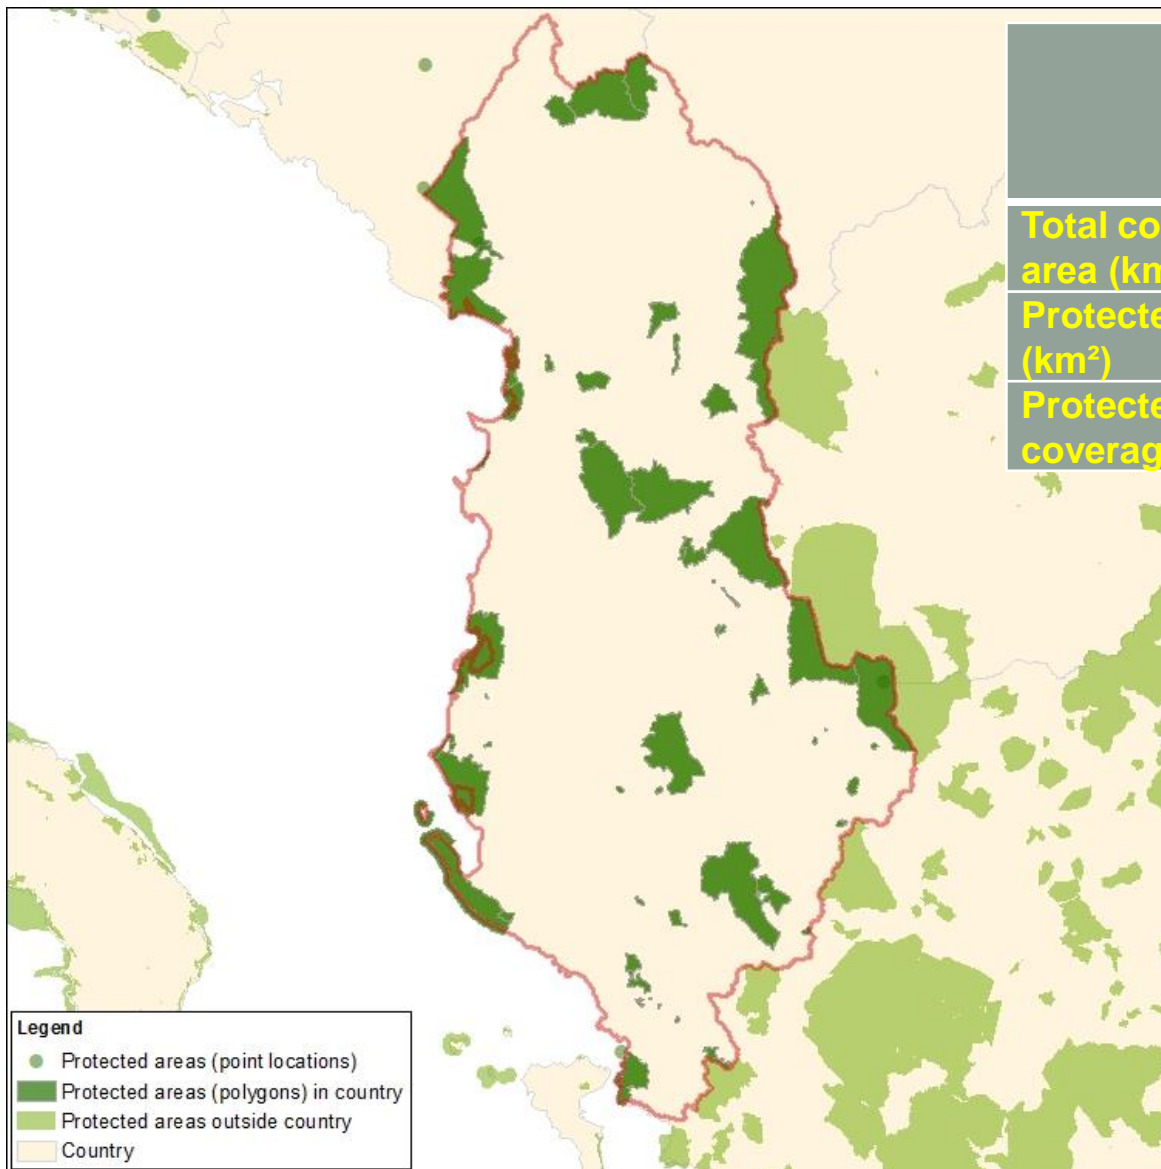 Total co
area (km
Protecte
(km²)
Protecte
coverag
Legend
Protected areas (point locations)
Protected areas (polygons) in country
Protected areas outside country
Country